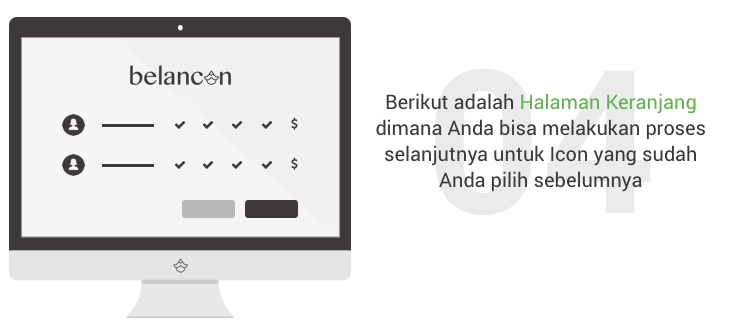 belancon
$
$
04
Berikut adalah Halaman Keranjang
dimana Anda bisa melakukan proses
selanjutnya untuk Icon yang sudah
Anda pilih sebelumnya